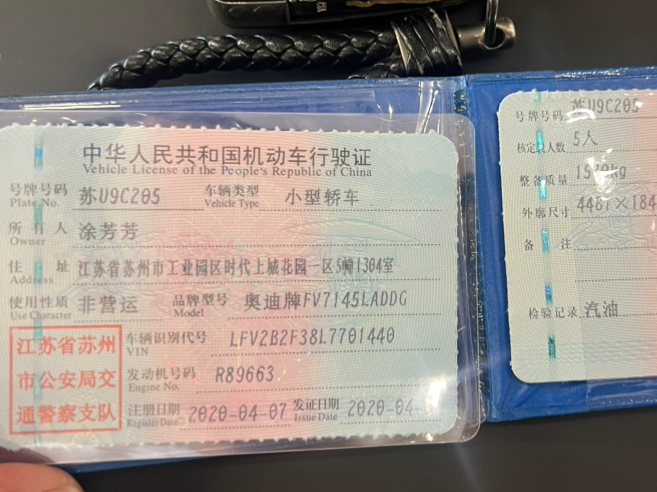 中华人民共和国机动车行驶证
Vehicle License of the People's Republic of China
号牌号码 苏U9C205 车辆类型 小型轿车
Plate No. Vehicle Type
所有人 涂芳芳
Owner
住址 江苏省苏州市工业园区时代上城花园一区5幢1304室
Address
使用性质 非营运 品牌型号 奥迪牌FV7145LADDG
Use Character Model
江苏省苏州
市公安局交
通警察支队
车辆识别代号 LFV2B2F38L7701440
VIN
发动机号码 R89663
Engine No.
注册日期 2020-04-07 发证日期 2020-04-
Register Date Issue Date
号牌号码 苏U9C205
核定人数 5人
整备质量 kg
外廓尺寸 4481×184
备注
检验记录 汽油